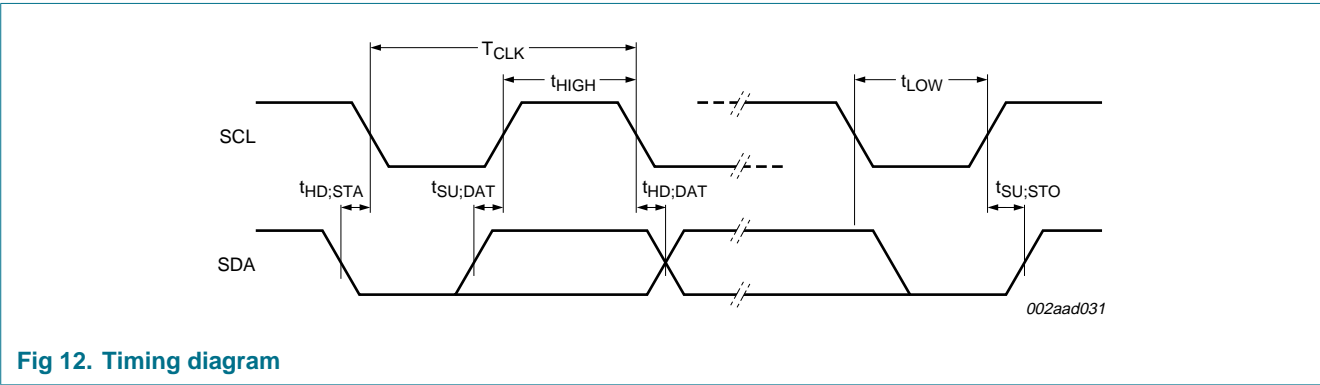 TCLK
tHIGH
tLOW
SCL
tHD;STA
tSU;DAT
tHD;DAT
tSU;STO
SDA
002aad031
Fig 12. Timing diagram